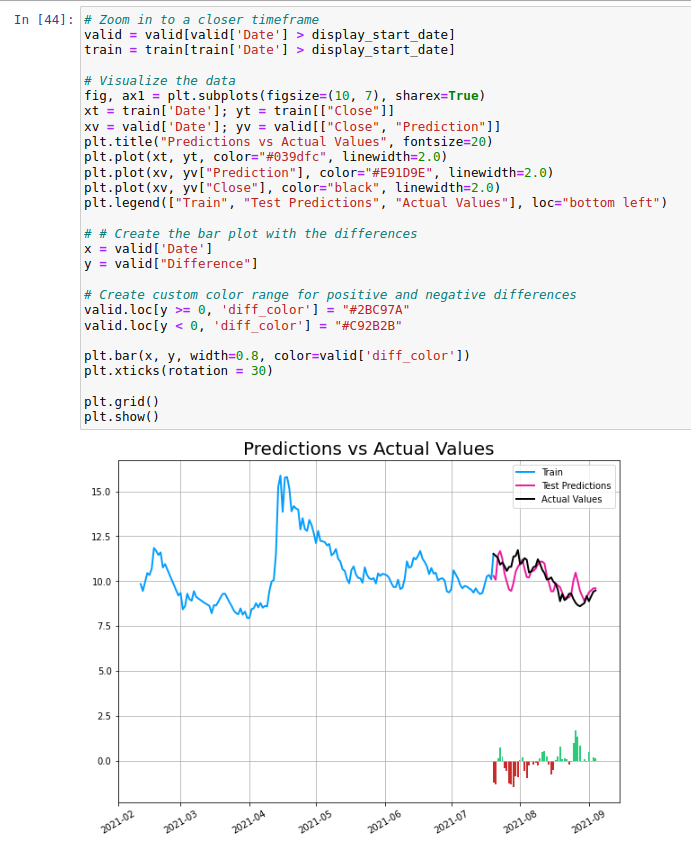 In [44]:
# Zoom in to a closer timeframe
valid = valid[valid['Date'] > display_start_date]
train = train[train['Date'] > display_start_date]
# Visualize the data
fig, ax1 = plt.subplots(figsize=(10, 7), sharex=True)
xt = train['Date']; yt = train[["Close"]]
xv = valid['Date']; yv = valid[["Close", "Prediction"]]
plt.title("Predictions vs Actual Values", fontsize=20)
plt.plot(xt, yt, color="#039dfc", linewidth=2.0)
plt.plot(xv, yv["Prediction"], color="#E91D9E", linewidth=2.0)
plt.plot(xv, yv["Close"], color="black", linewidth=2.0)
plt.legend(["Train", "Test Predictions", "Actual Values"], loc="bottom left")
# # Create the bar plot with the differences
x = valid['Date']
y = valid["Difference"]
# Create custom color range for positive and negative differences
valid.loc[y >= 0, 'diff_color'] = "#2BC97A"
valid.loc[y < 0, 'diff_color'] = "#C92B2B"
plt.bar(x, y, width=0.8, color=valid['diff_color'])
plt.xticks(rotation = 30)
plt.grid()
plt.show()
Predictions vs Actual Values
Train
Test Predictions
Actual Values
15.0
12.5
10.0
7.5
5.0
2.5
0.0
2021-02
2021-03
2021-04
2021-05
2021-06
2021-07
2021-08
2021-09